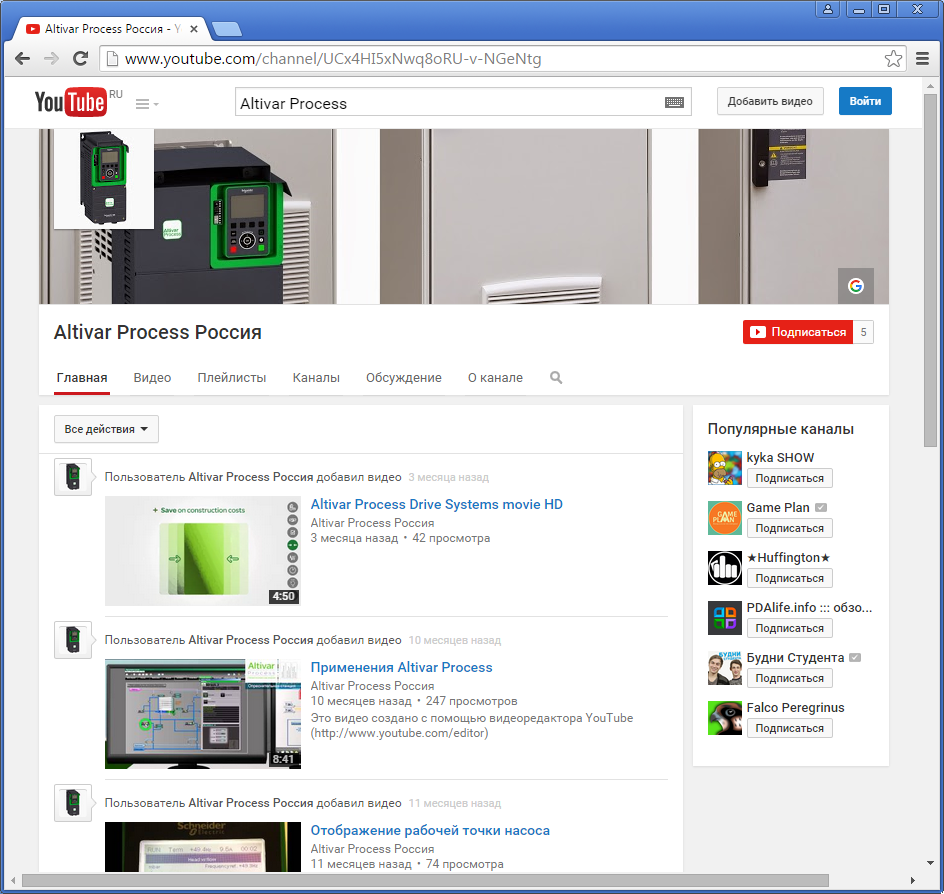 Altivar Process Россия - Y
www.youtube.com/channel/UCx4HI5xNwq8oRU-v-NGeNtg
YouTube RU
Altivar Process
Добавить видео
Войти
Altivar
Process
Altivar Process Россия
Подписаться 5
Главная Видео Плейлисты Каналы Обсуждение О канале
Все действия
Пользователь Altivar Process Россия добавил видео 3 месяца назад
+ Save on construction costs
4:50
Altivar Process Drive Systems movie HD
Altivar Process Россия
3 месяца назад • 42 просмотра
Пользователь Altivar Process Россия добавил видео 10 месяцев назад
Altivar
8:41
Применения Altivar Process
Altivar Process Россия
10 месяцев назад • 247 просмотров
Это видео создано с помощью видеоредактора YouTube
(http://www.youtube.com/editor)
Пользователь Altivar Process Россия добавил видео 11 месяцев назад
Schneider
Electric
Отображение рабочей точки насоса
Altivar Process Россия
11 месяцев назад • 74 просмотра
Популярные каналы
kyka SHOW
Подписаться
GAME
PLAN
Game Plan
Подписаться
★Huffington★
Подписаться
PDAlife.info ::: обзо...
Подписаться
БУДНИ
Будни Студента
Подписаться
Falco Peregrinus
Подписаться